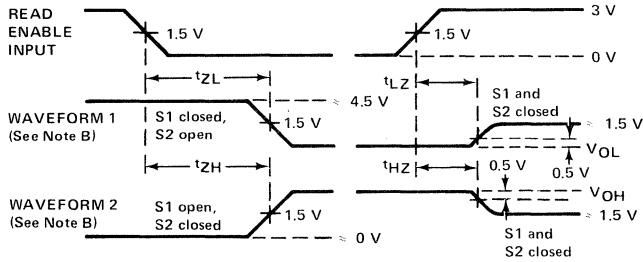 READ
ENABLE
INPUT
1.5 V
1.5 V
3 V
0 V
tZL
tLZ
WAVEFORM 1
(See Note B)
S1 closed,
S2 open
≈ 4.5 V
1.5 V
S1 and
S2 closed
≈ 1.5 V
VOL
0.5 V
tZH
tHZ
WAVEFORM 2
(See Note B)
S1 open,
S2 closed
1.5 V
≈ 0 V
0.5 V
VOH
≈ 1.5 V
S1 and
S2 closed